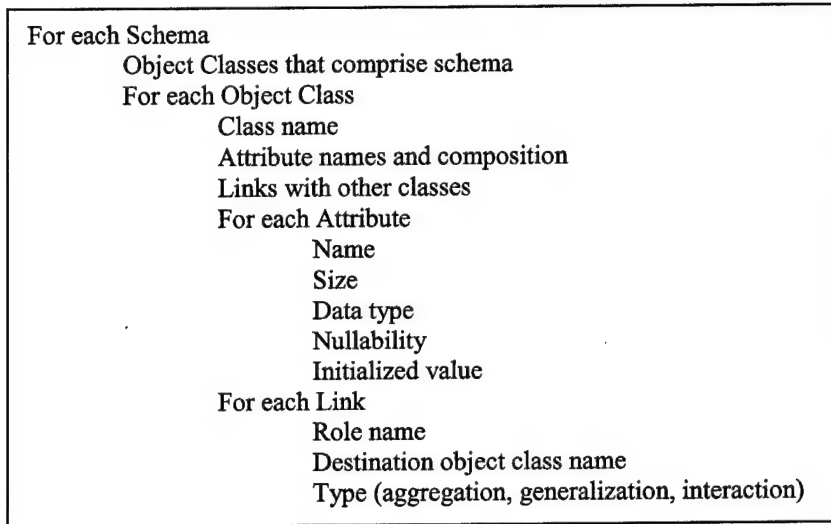 For each Schema
Object Classes that comprise schema
For each Object Class
Class name
Attribute names and composition
Links with other classes
For each Attribute
Name
Size
Data type
Nullability
Initialized value
For each Link
Role name
Destination object class name
Type (aggregation, generalization, interaction)